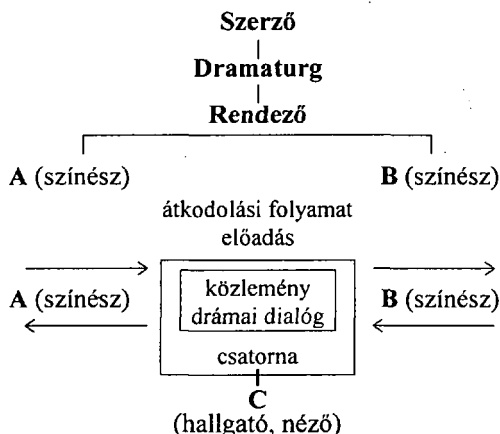 Szerző
Dramaturg
Rendező
A (színész) B (színész)
átkodolási folyamat
előadás
A (színész) közlemény B (színész)
drámai dialóg
csatorna
C
(hallgató, néző)